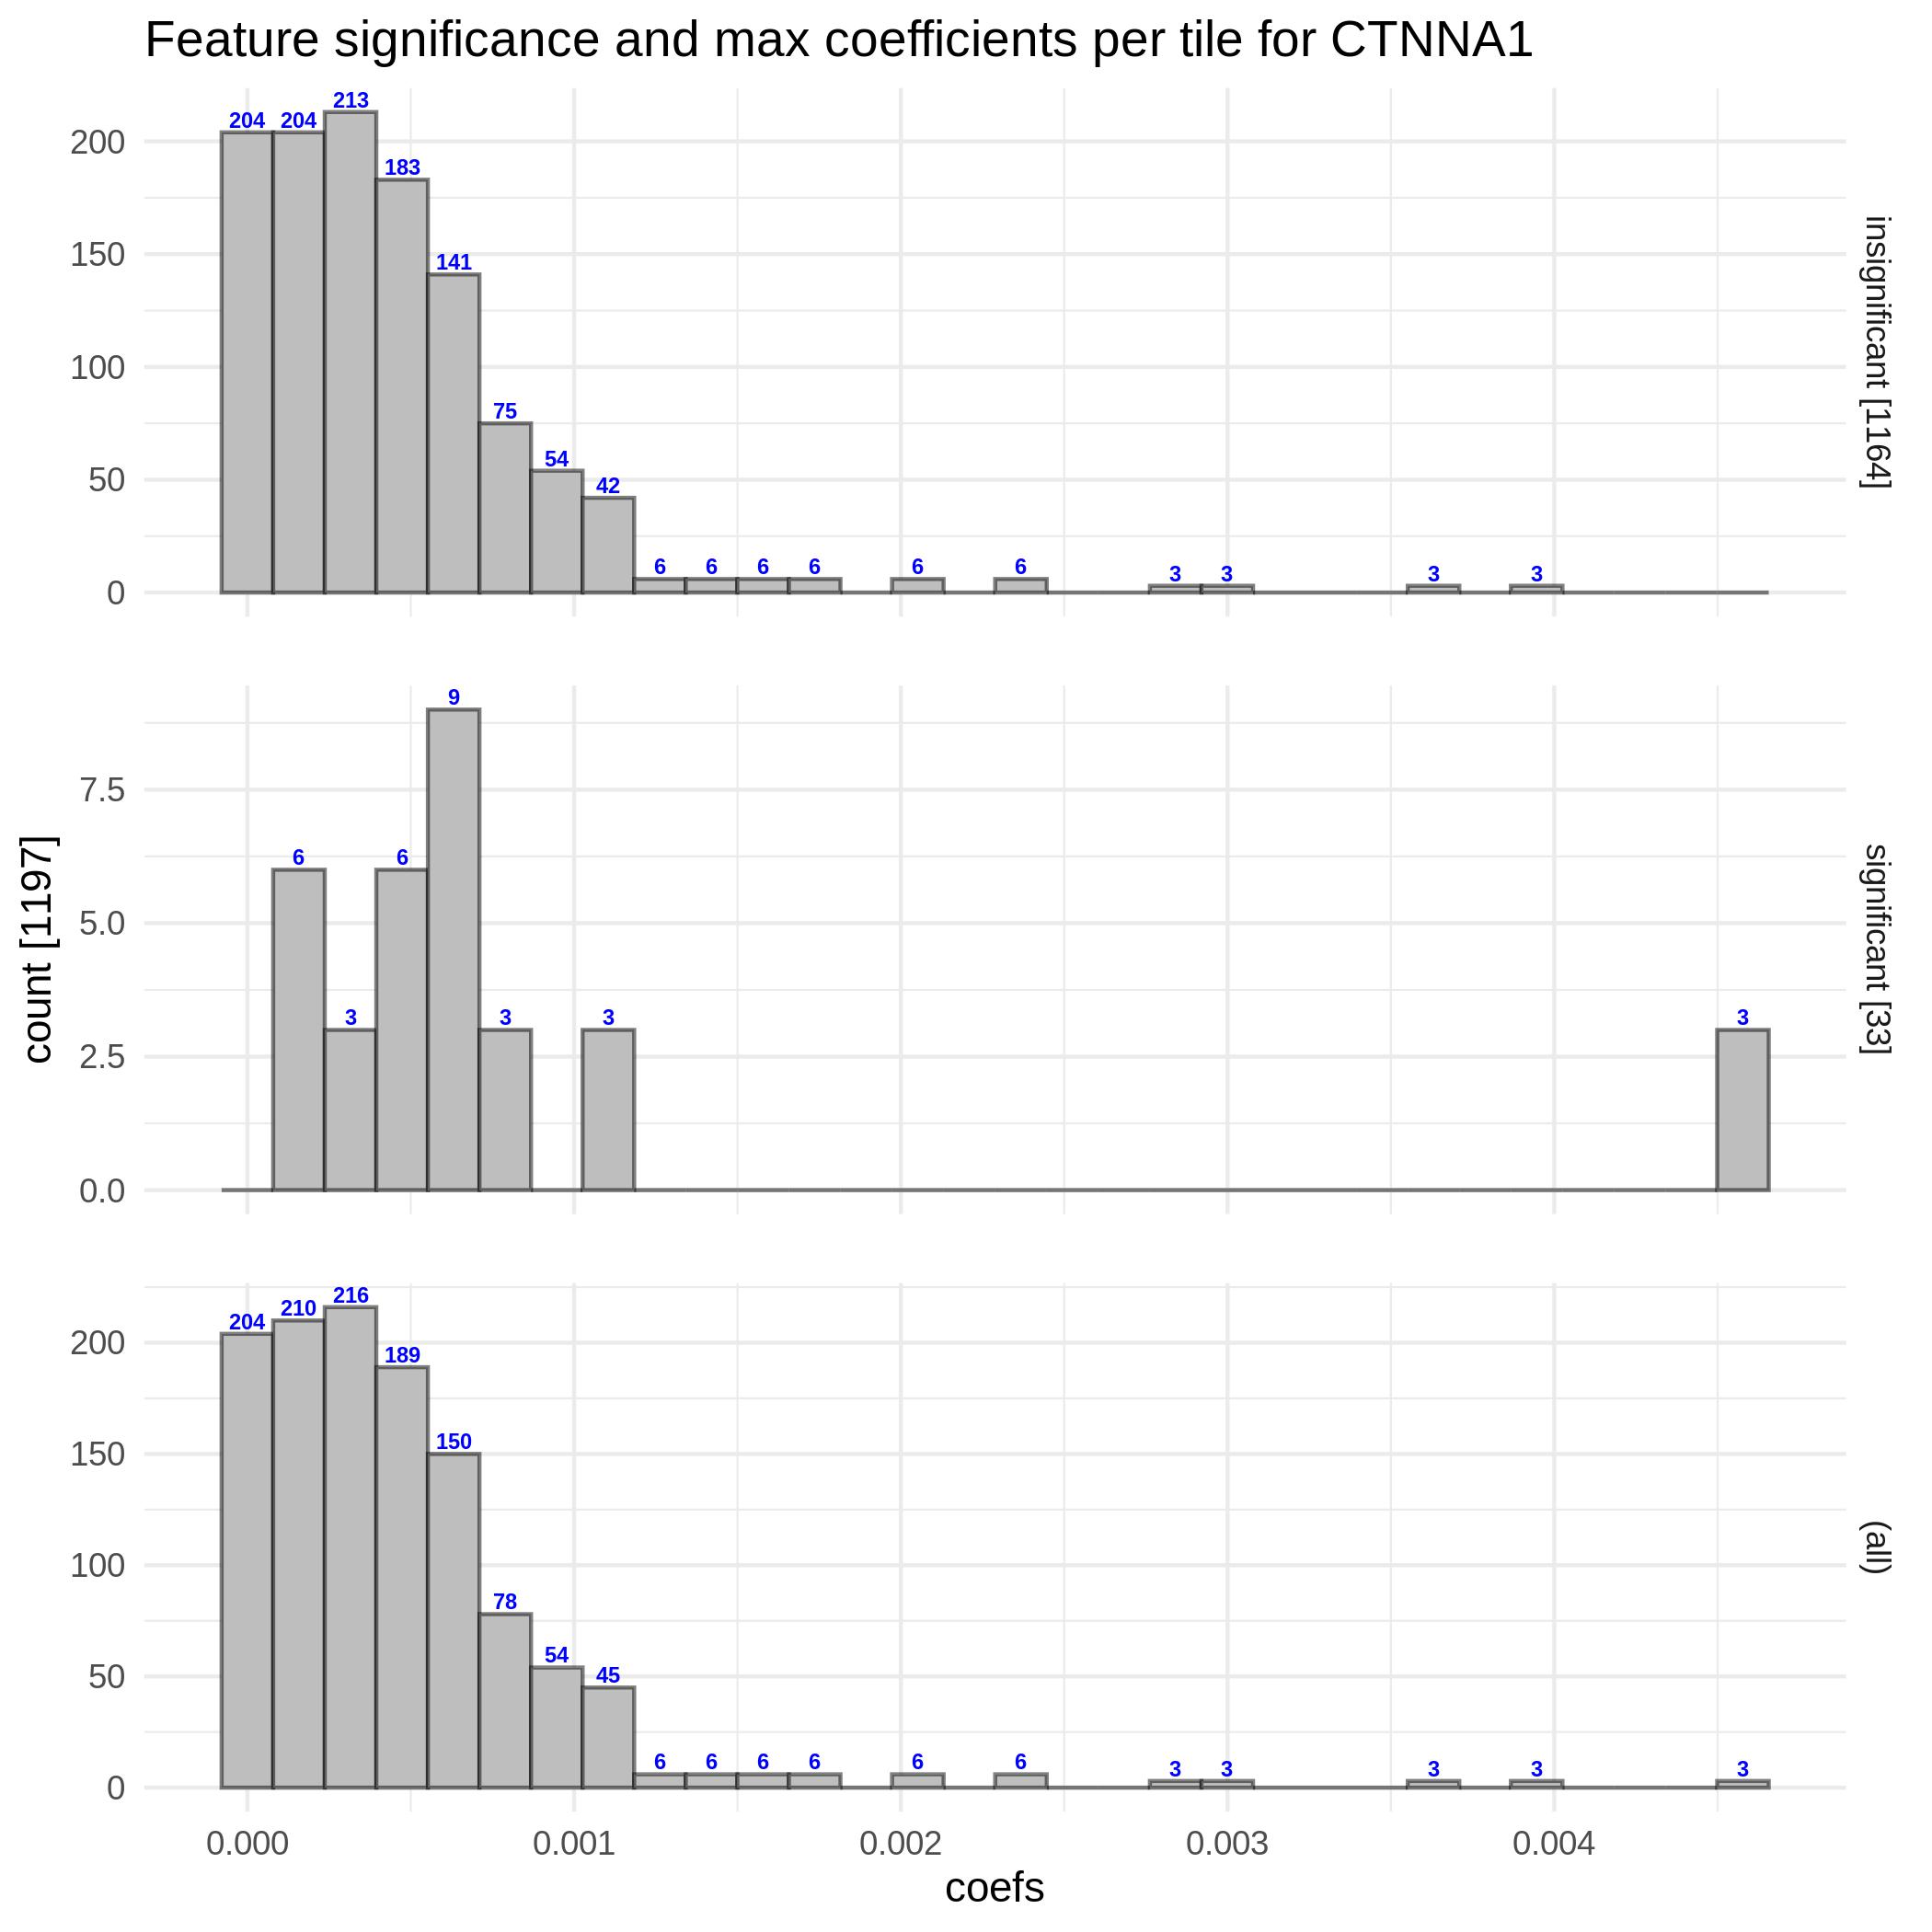 Feature significance and max coefficients per tile for CTNNA1
204 204 213 183 141 75 54 42 6 6 6 6 6 6 3 3 3 3
200
150
100
50
0
insignificant [1164]
count [1197]
6 3 6 9 3 3 3
7.5
5.0
2.5
0.0
significant [33]
204 210 216 189 150 78 54 45 6 6 6 6 6 6 3 3 3 3 3
200
150
100
50
0
(all)
0.000 0.001 0.002 0.003 0.004
coefs